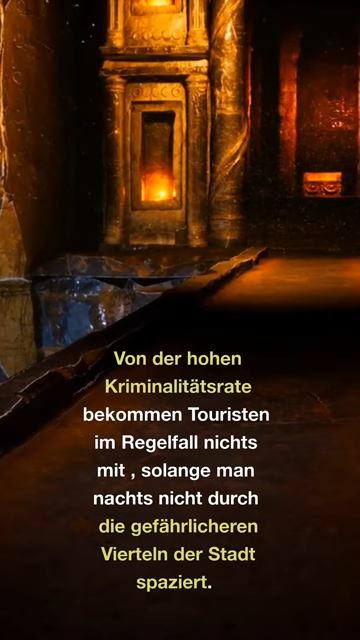 Von der hohen
Kriminalitätsrate
bekommen Touristen
im Regelfall nichts
mit , solange man
nachts nicht durch
die gefährlicheren
Vierteln der Stadt
spaziert.